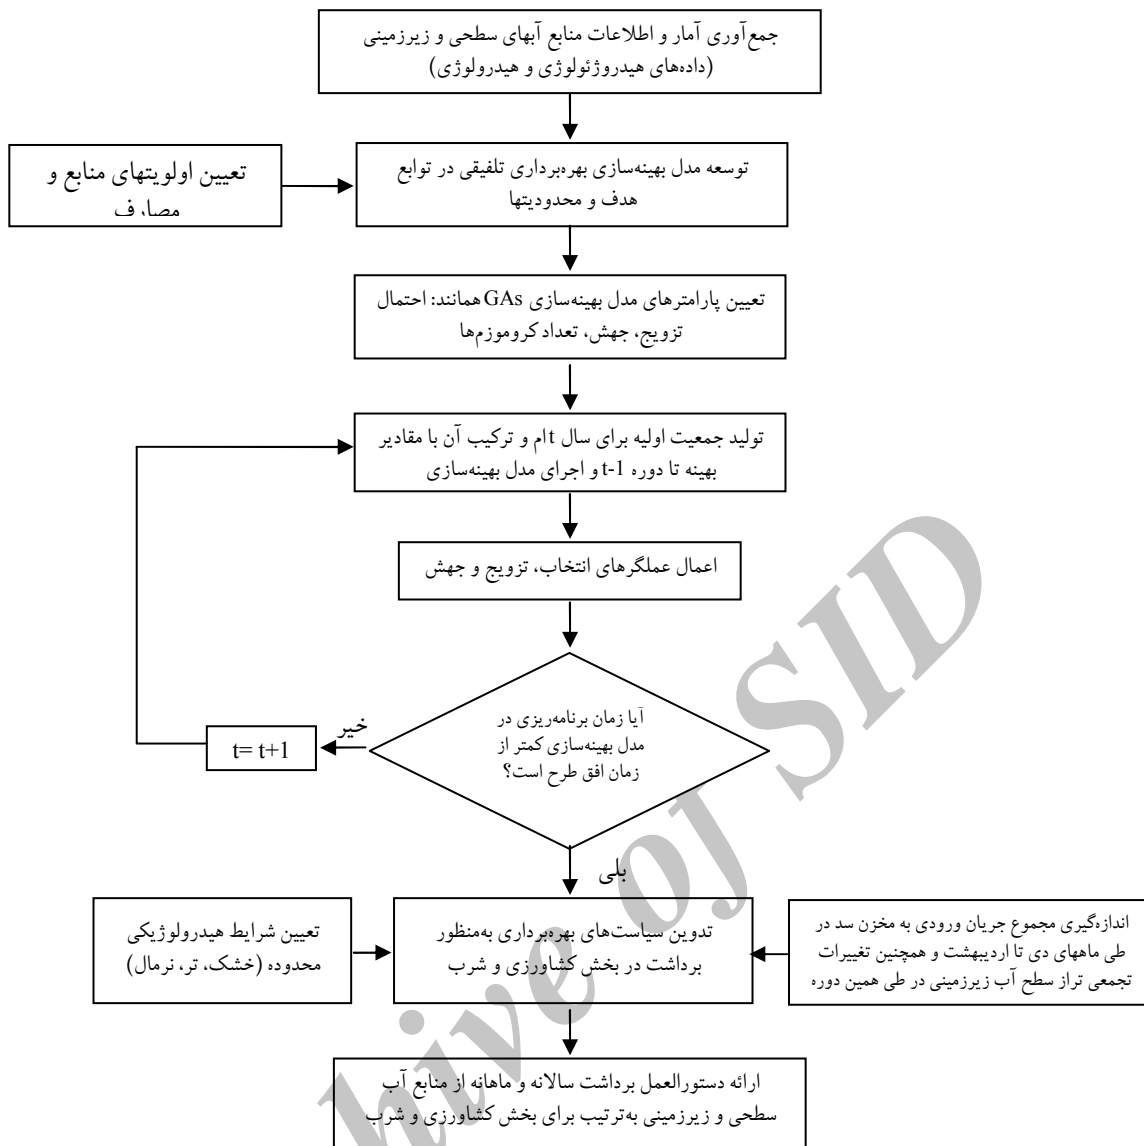 جمع‌آوری آمار و اطلاعات منابع آبهای سطحی و زیرزمینی
(داده‌های هیدروژئولوژی و هیدرولوژی)
تعیین اولویتهای منابع و
مصارف
توسعه مدل بهینه‌سازی بهره‌برداری تلفیقی در توابع
هدف و محدودیتها
تعیین پارامترهای مدل بهینه‌سازی GAs همانند: احتمال
تزویج، جهش، تعداد کروموزم‌ها
تولید جمعیت اولیه برای سال t ام و ترکیب آن با مقادیر
بهینه تا دوره t-1 و اجرای مدل بهینه‌سازی
اعمال عملگرهای انتخاب، تزویج و جهش
آیا زمان برنامه‌ریزی در
مدل بهینه‌سازی کمتر از
زمان افق طرح است؟
خیر
t= t+1
بلی
اندازه‌گیری مجموع جریان ورودی به مخزن سد در
طی ماههای دی تا اردیبهشت و همچنین تغییرات
تجمعی تراز سطح آب زیرزمینی در طی همین دوره
تدوین سیاست‌های بهره‌برداری به‌منظور
برداشت در بخش کشاورزی و شرب
تعیین شرایط هیدرولوژیکی
محدوده (خشک، تر، نرمال)
ارائه دستورالعمل برداشت سالانه و ماهانه از منابع آب
سطحی و زیرزمینی به‌ترتیب برای بخش کشاورزی و شرب
hive of SID